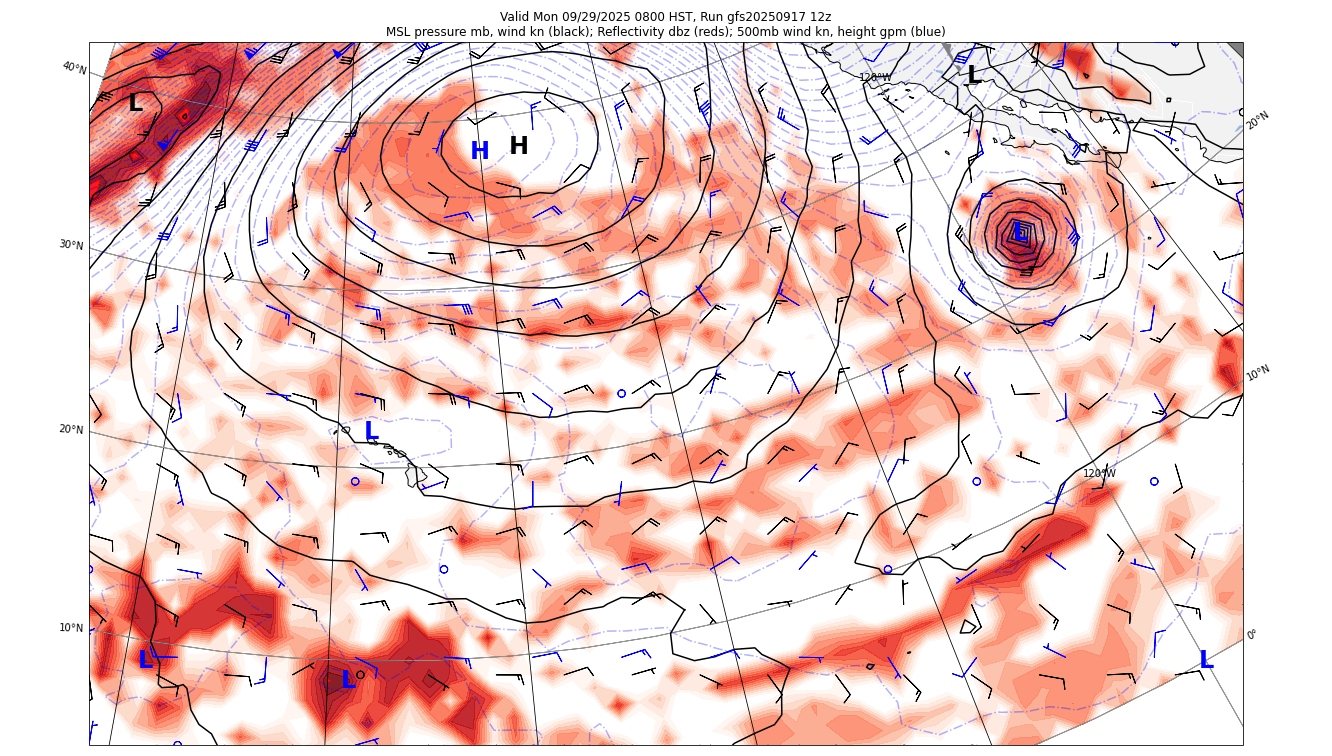 Valid Mon 09/29/2025 0800 HST, Run gfs20250917 12z
MSL pressure mb, wind kn (black); Reflectivity dbz (reds); 500mb wind kn, height gpm (blue)
40°N
120°W
L
20°N
L
H
H
30°N
L
10°N
20°N
L
120°W
10°N
0°
L
L
L